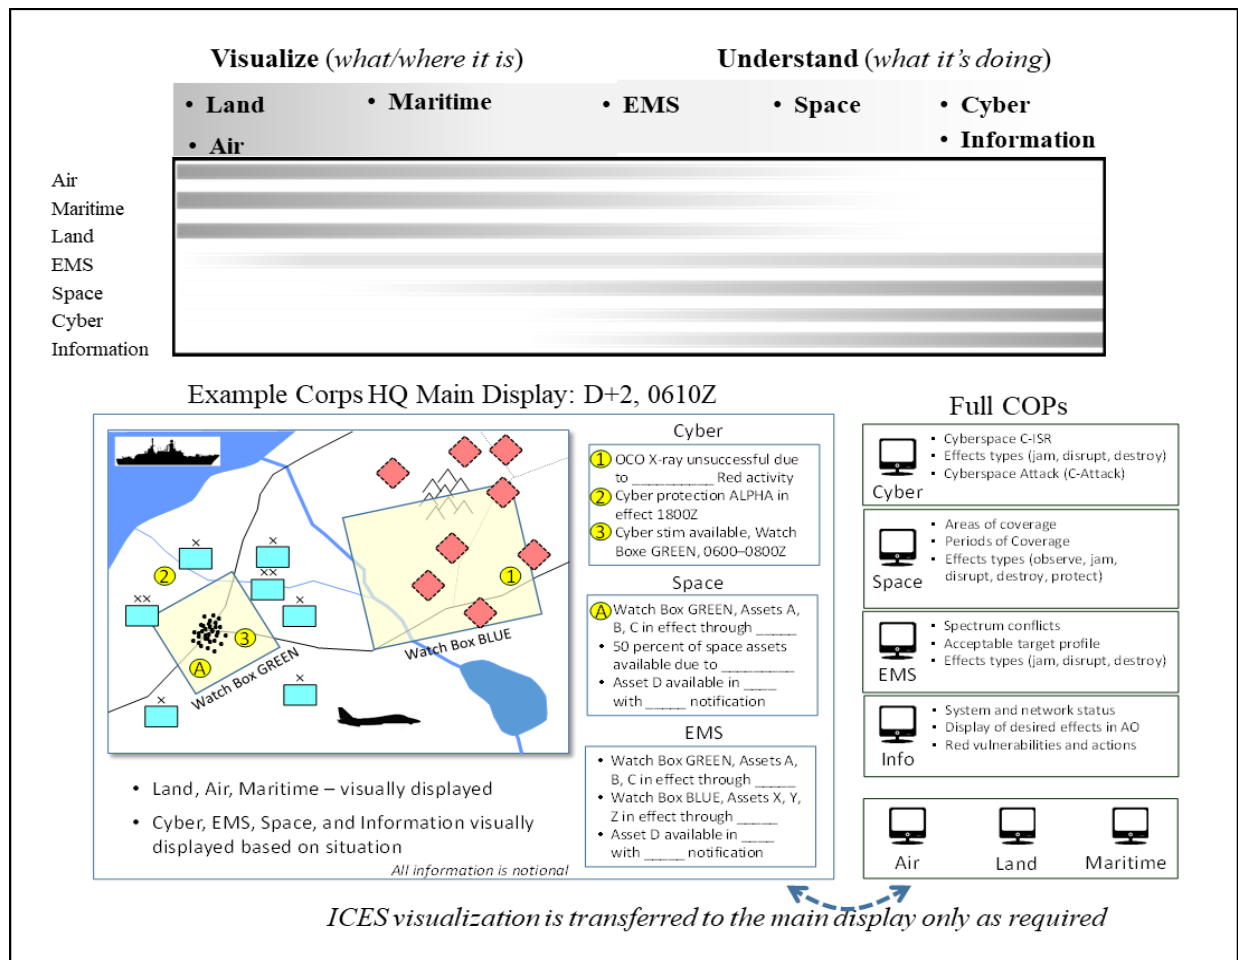 Visualize (what/where it is)
Understand (what it's doing)
• Land
• Maritime
• EMS
• Space
• Cyber
• Air
• Information
Air
Maritime
Land
EMS
Space
Cyber
Information
Example Corps HQ Main Display: D+2, 0610Z
Full COPs
2
3
A
1
Watch Box GREEN
Watch Box BLUE
× 
×
××
××
×
×
×
Cyber
1 OCO X-ray unsuccessful due
to __________ Red activity
2 Cyber protection ALPHA in
effect 1800Z
3 Cyber stim available, Watch
Boxe GREEN, 0600–0800Z
Space
A Watch Box GREEN, Assets A,
B, C in effect through _____
• 50 percent of space assets
available due to _________
• Asset D available in ____
with _____ notification
EMS
• Watch Box GREEN, Assets A,
B, C in effect through _____
• Watch Box BLUE, Assets X, Y,
Z in effect through _____
• Asset D available in ____
with _____ notification
• Land, Air, Maritime – visually displayed
• Cyber, EMS, Space, and Information visually
displayed based on situation
All information is notional
Cyber
▪ Cyberspace C-ISR
▪ Effects types (jam, disrupt, destroy)
▪ Cyberspace Attack (C-Attack)
Space
▪ Areas of coverage
▪ Periods of Coverage
▪ Effects types (observe, jam,
disrupt, destroy, protect)
EMS
▪ Spectrum conflicts
▪ Acceptable target profile
▪ Effects types (jam, disrupt, destroy)
Info
▪ System and network status
▪ Display of desired effects in AO
▪ Red vulnerabilities and actions
Air
Land
Maritime
ICES visualization is transferred to the main display only as required